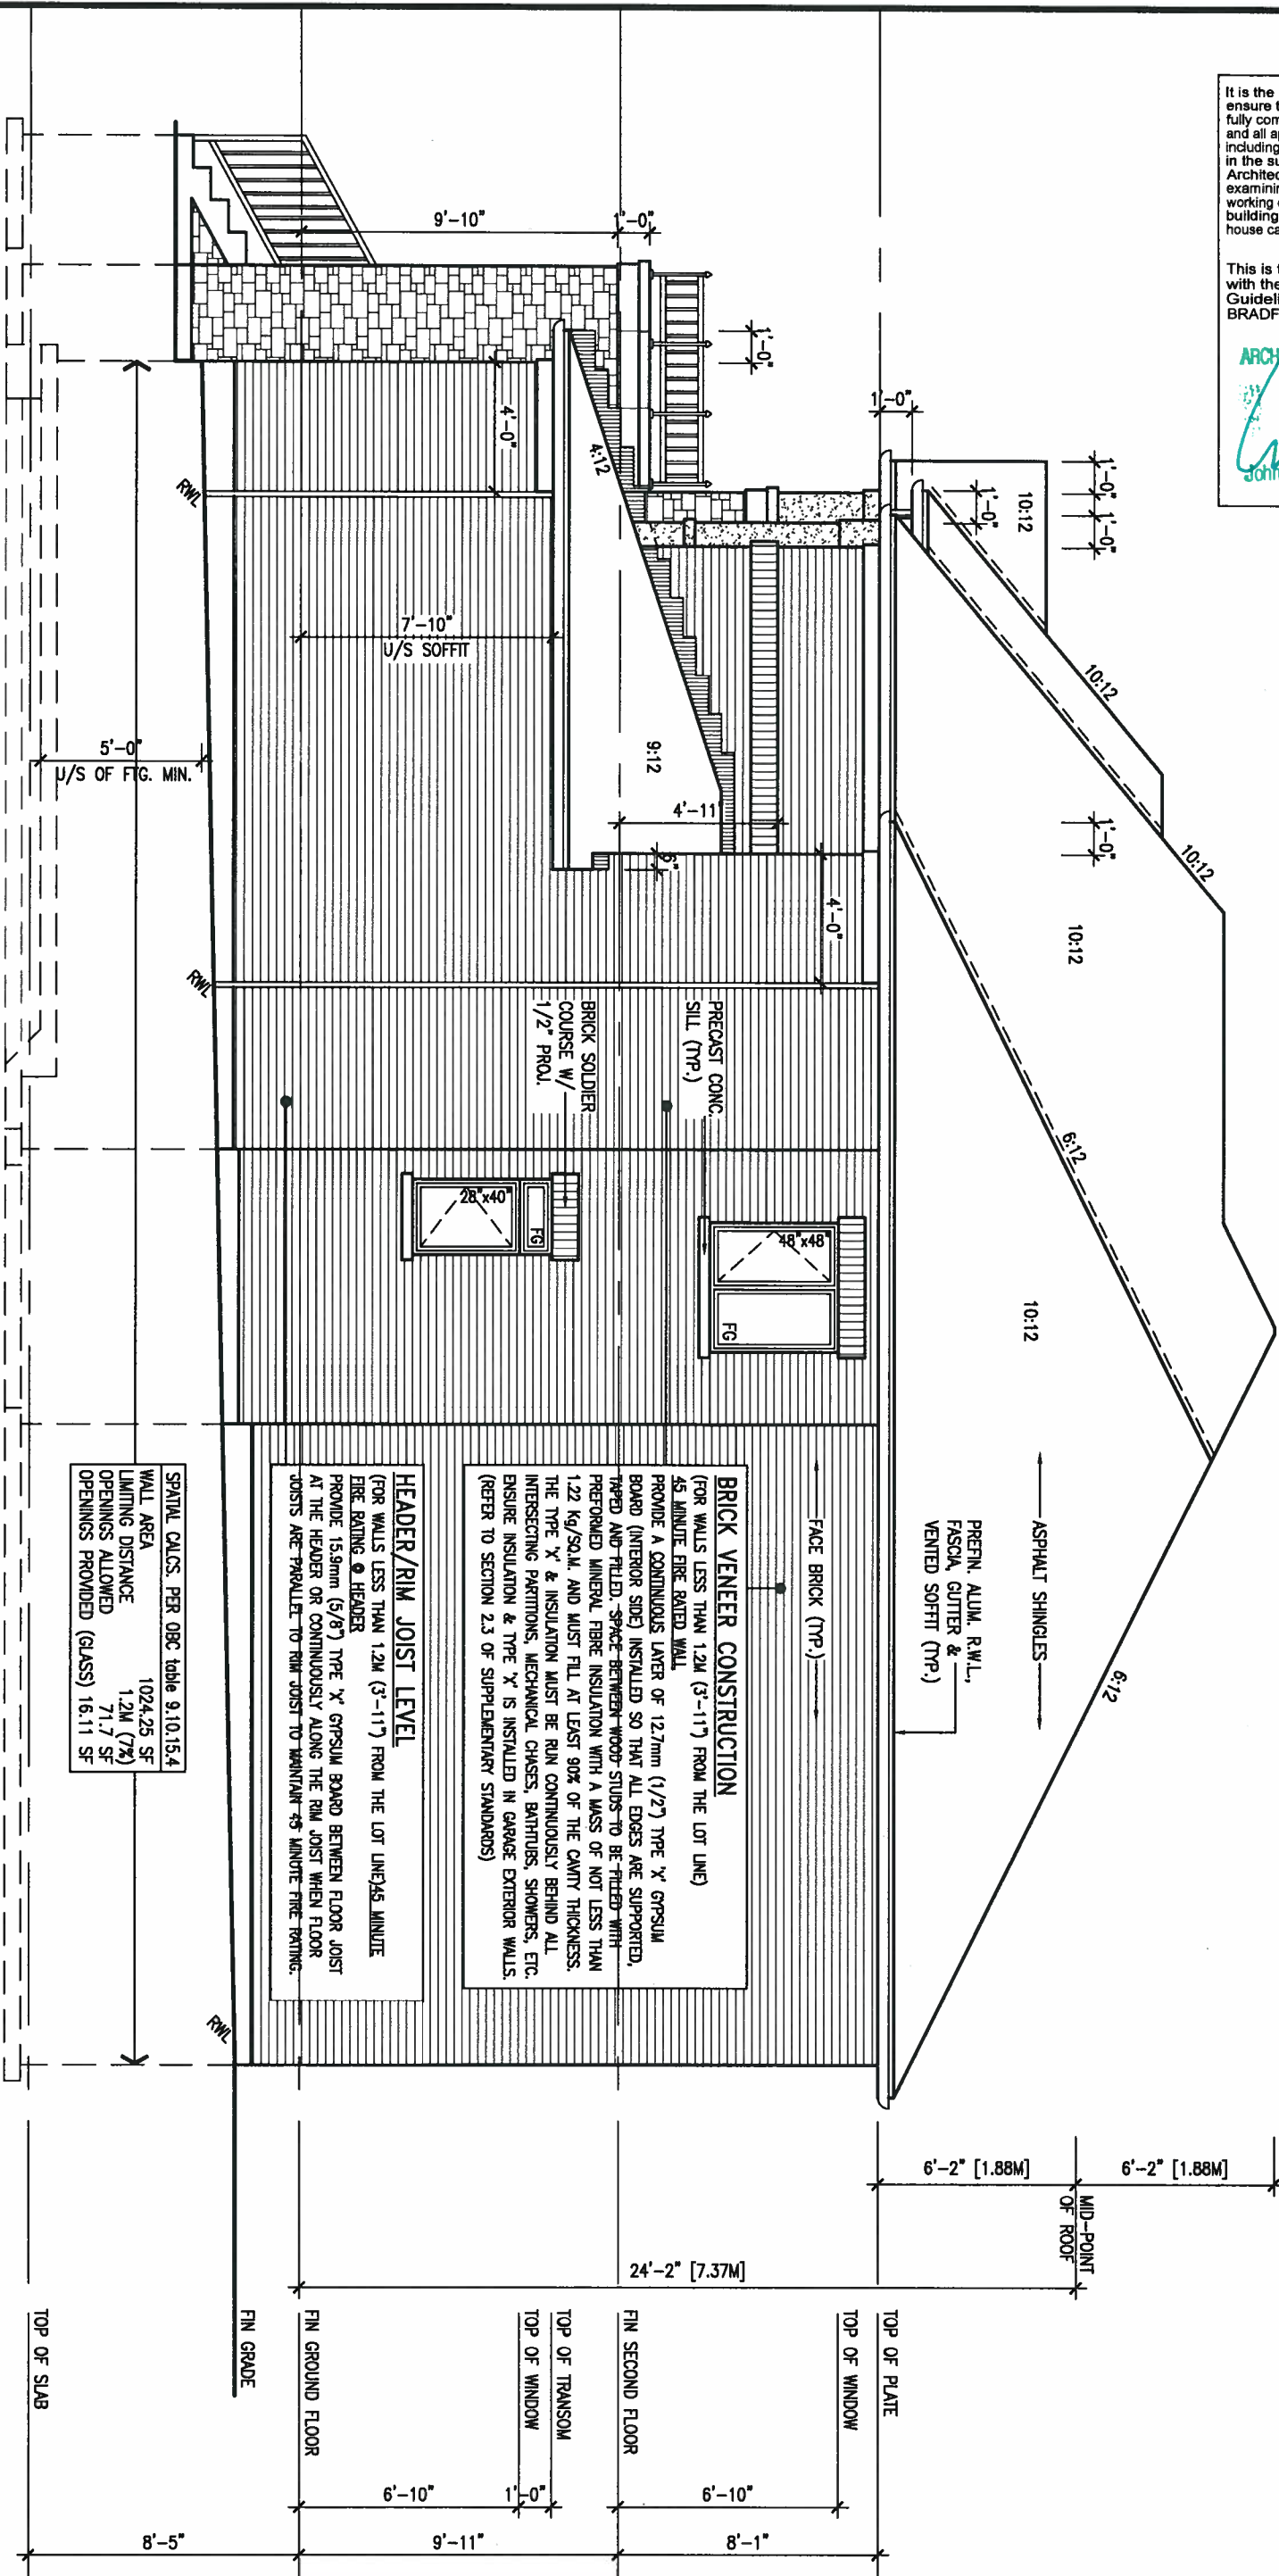 It is the
ensure t
fully com
and all ap
including
in the su
Architec
examinin
working
building
house ca
This is t
with the
Guideli
BRADF
ARCH
John
9'-10"
1'-0"
1'-0"
1'-0"
1'-0"
1'-0"
1'-0"
1'-0"
10:12
10:12
10:12
10:12
10:12
6:12
6:12
4:12
9:12
4'-0"
RWL
7'-10"
U/S SOFFIT
5'-0"
U/S OF FTG. MIN.
4'-11"
6"
4'-0"
RWL
PRECAST CONC.
SILL (TYP.)
BRICK SOLDIER
COURSE W/
1/2" PROJ.
28"x40"
FG
48"x48"
FG
ASPHALT SHINGLES
PREFIN. ALUM. R.W.L.,
FASCIA, GUTTER &
VENTED SOFFIT (TYP.)
FACE BRICK (TYP.)
BRICK VENEER CONSTRUCTION
(FOR WALLS LESS THAN 1.2M (3'-11") FROM THE LOT LINE)
45 MINUTE FIRE RATED WALL
PROVIDE A CONTINUOUS LAYER OF 12.7mm (1/2") TYPE 'X' GYPSUM
BOARD (INTERIOR SIDE) INSTALLED SO THAT ALL EDGES ARE SUPPORTED,
TAPED AND FILLED. SPACE BETWEEN WOOD STUDS TO BE FILLED WITH
PREFORMED MINERAL FIBRE INSULATION WITH A MASS OF NOT LESS THAN
1.22 Kg/SQ.M. AND MUST FILL AT LEAST 90% OF THE CAVITY THICKNESS.
THE TYPE 'X' & INSULATION MUST BE RUN CONTINUOUSLY BEHIND ALL
INTERSECTING PARTITIONS, MECHANICAL CHASES, BATHTUBS, SHOWERS, ETC.
ENSURE INSULATION & TYPE 'X' IS INSTALLED IN GARAGE EXTERIOR WALLS.
(REFER TO SECTION 2.3 OF SUPPLEMENTARY STANDARDS)
HEADER/RIM JOIST LEVEL
(FOR WALLS LESS THAN 1.2M (3'-11") FROM THE LOT LINE)45 MINUTE
FIRE RATING @ HEADER
PROVIDE 15.9mm (5/8") TYPE 'X' GYPSUM BOARD BETWEEN FLOOR JOIST
AT THE HEADER OR CONTINUOUSLY ALONG THE RIM JOIST WHEN FLOOR
JOISTS ARE PARALLEL TO RIM JOIST TO MAINTAIN 45 MINUTE FIRE RATING.
SPATIAL CALCS. PER OBC table 9.10.15.4
WALL AREA 1024.25 SF
LIMITING DISTANCE 1.2M (7%)
OPENINGS ALLOWED 71.7 SF
OPENINGS PROVIDED (GLASS) 16.11 SF
RWL
6'-2" [1.88M]
6'-2" [1.88M]
MID-POINT
OF ROOF
24'-2" [7.37M]
TOP OF PLATE
TOP OF WINDOW
FIN SECOND FLOOR
TOP OF TRANSOM
TOP OF WINDOW
FIN GROUND FLOOR
FIN GRADE
TOP OF SLAB
6'-10"
1'-0"
6'-10"
8'-5"
9'-11"
8'-1"